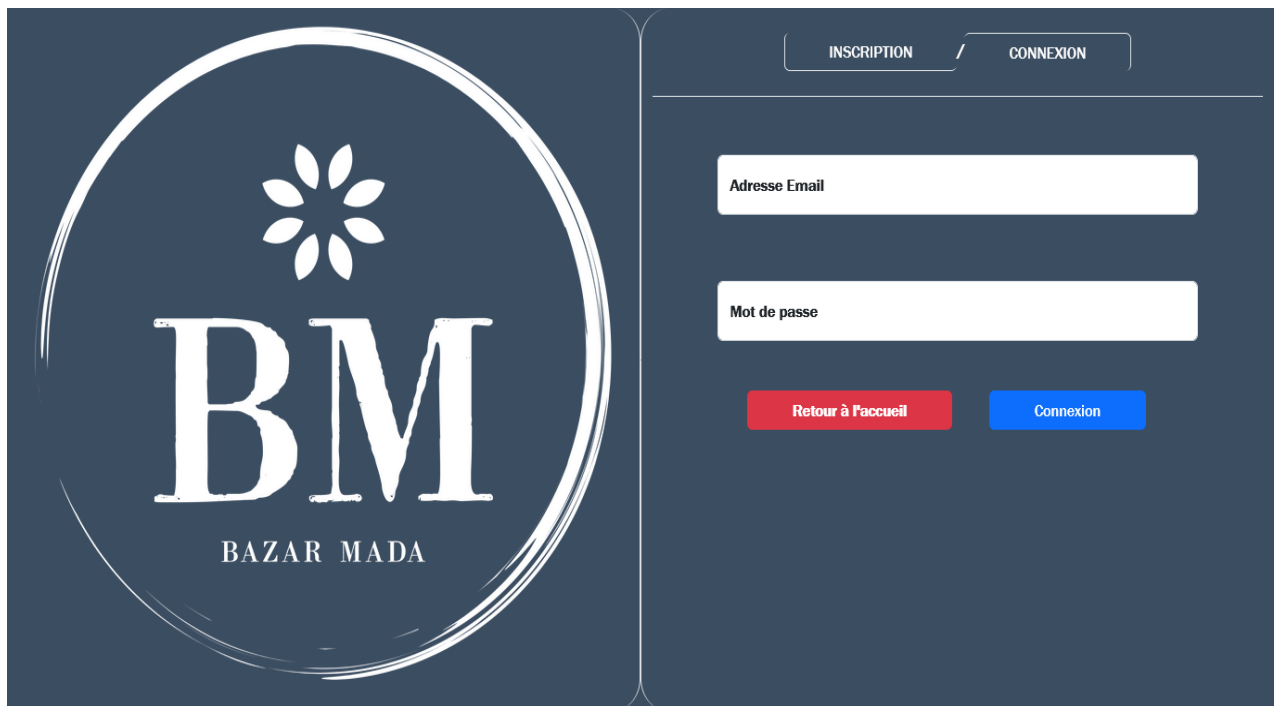 BM
BAZAR MADA
INSCRIPTION / CONNEXION
Adresse Email
Mot de passe
Retour à l'accueil Connexion